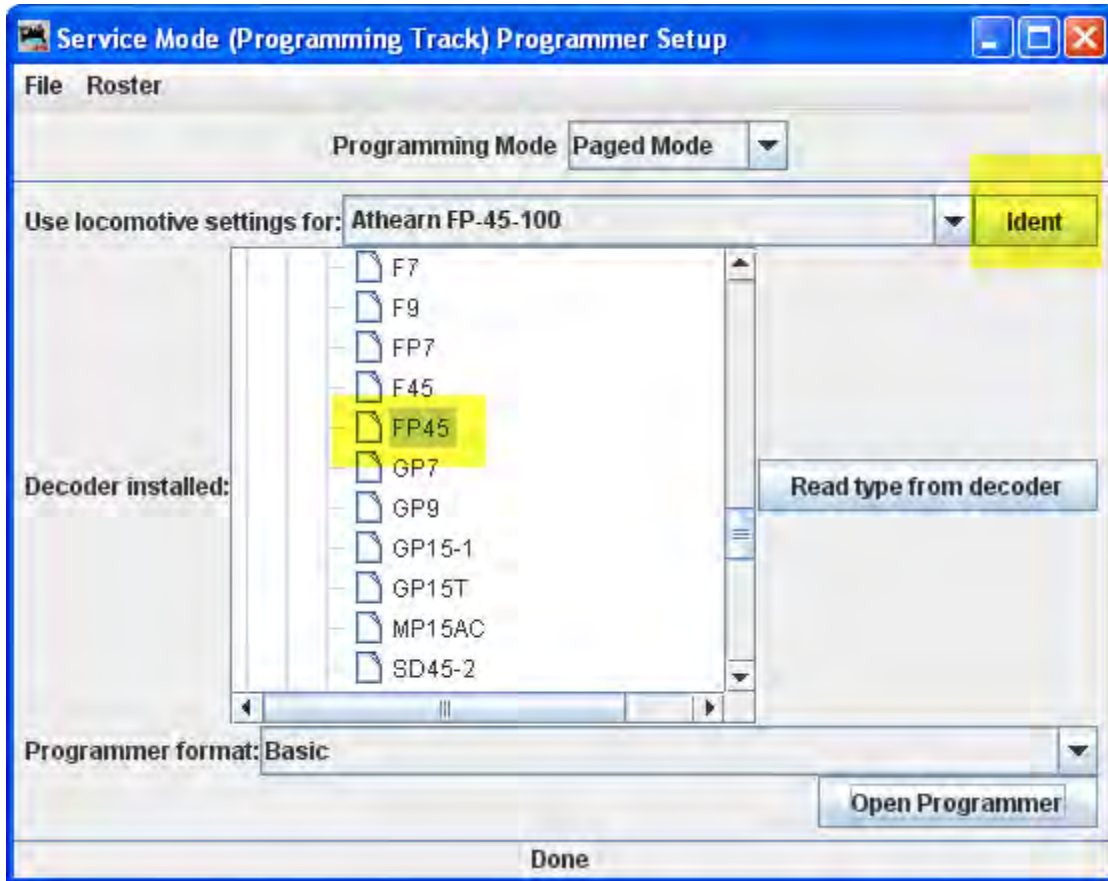 Service Mode (Programming Track) Programmer Setup
File Roster
Programming Mode Paged Mode
Use locomotive settings for: Athearn FP-45-100 Ident
F7
F9
FP7
F45
FP45
GP7
Decoder installed: Read type from decoder
GP9
GP15-1
GP15T
MP15AC
SD45-2
Programmer format: Basic
Open Programmer
Done